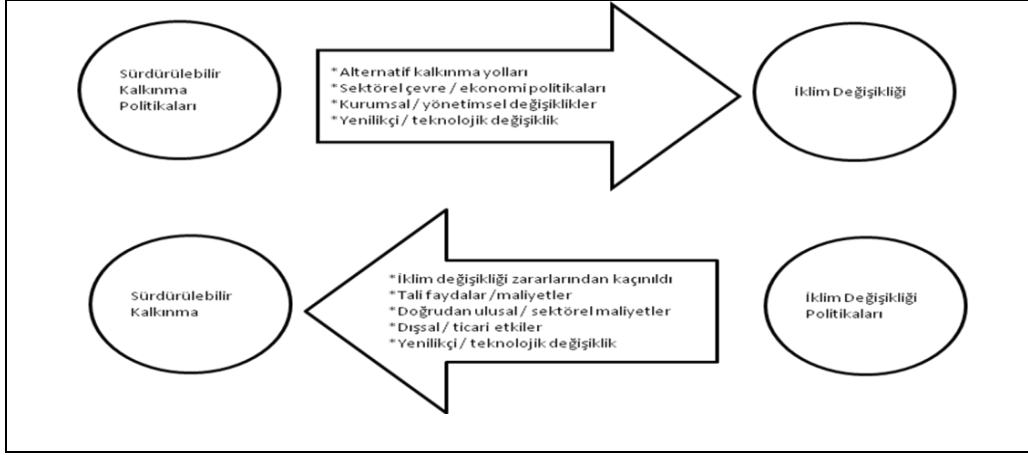 Sürdürülebilir
Kalkınma
Politikaları
*Alternatif kalkınma yolları
*Sektörel çevre / ekonomi politikaları
*Kurumsal / yönetimsel değişiklikler
*Yenilikçi / teknolojik değişiklik
İklim Değişikliği
Sürdürülebilir
Kalkınma
*İklim değişikliği zararlarından kaçınıldı
*Tali faydalar /maliyetler
*Doğrudan ulusal / sektörel maliyetler
*Dışsal / ticari etkiler
*Yenilikçi / teknolojik değişiklik
İklim Değişikliği
Politikaları